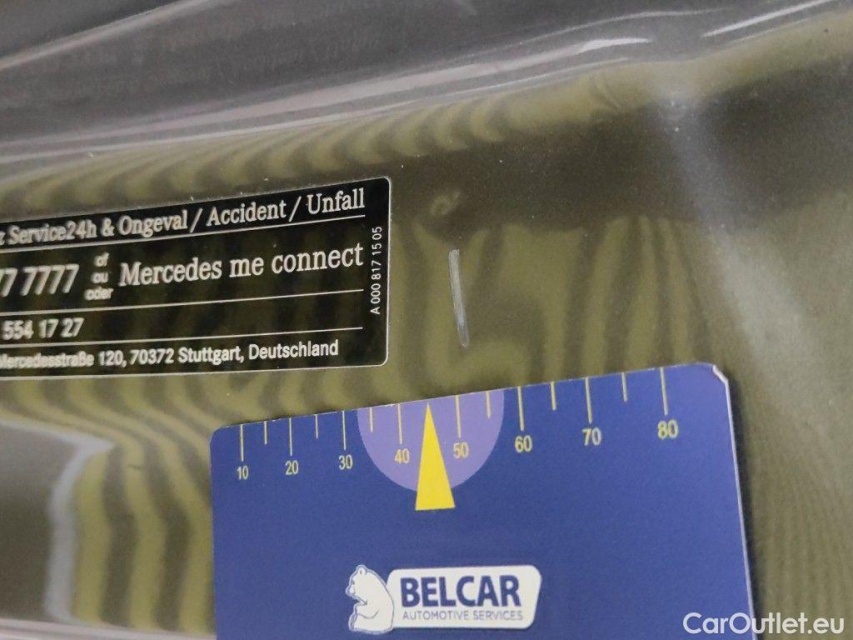 Service24h & Ongeval / Accident / Unfall
77 7777 of ou oder Mercedes me connect
554 17 27
Mercedesstraße 120, 70372 Stuttgart, Deutschland
A 000 817 15 05
10 20 30 40 50 60 70 80
BELCAR
AUTOMOTIVE SERVICES
CarOutlet.eu